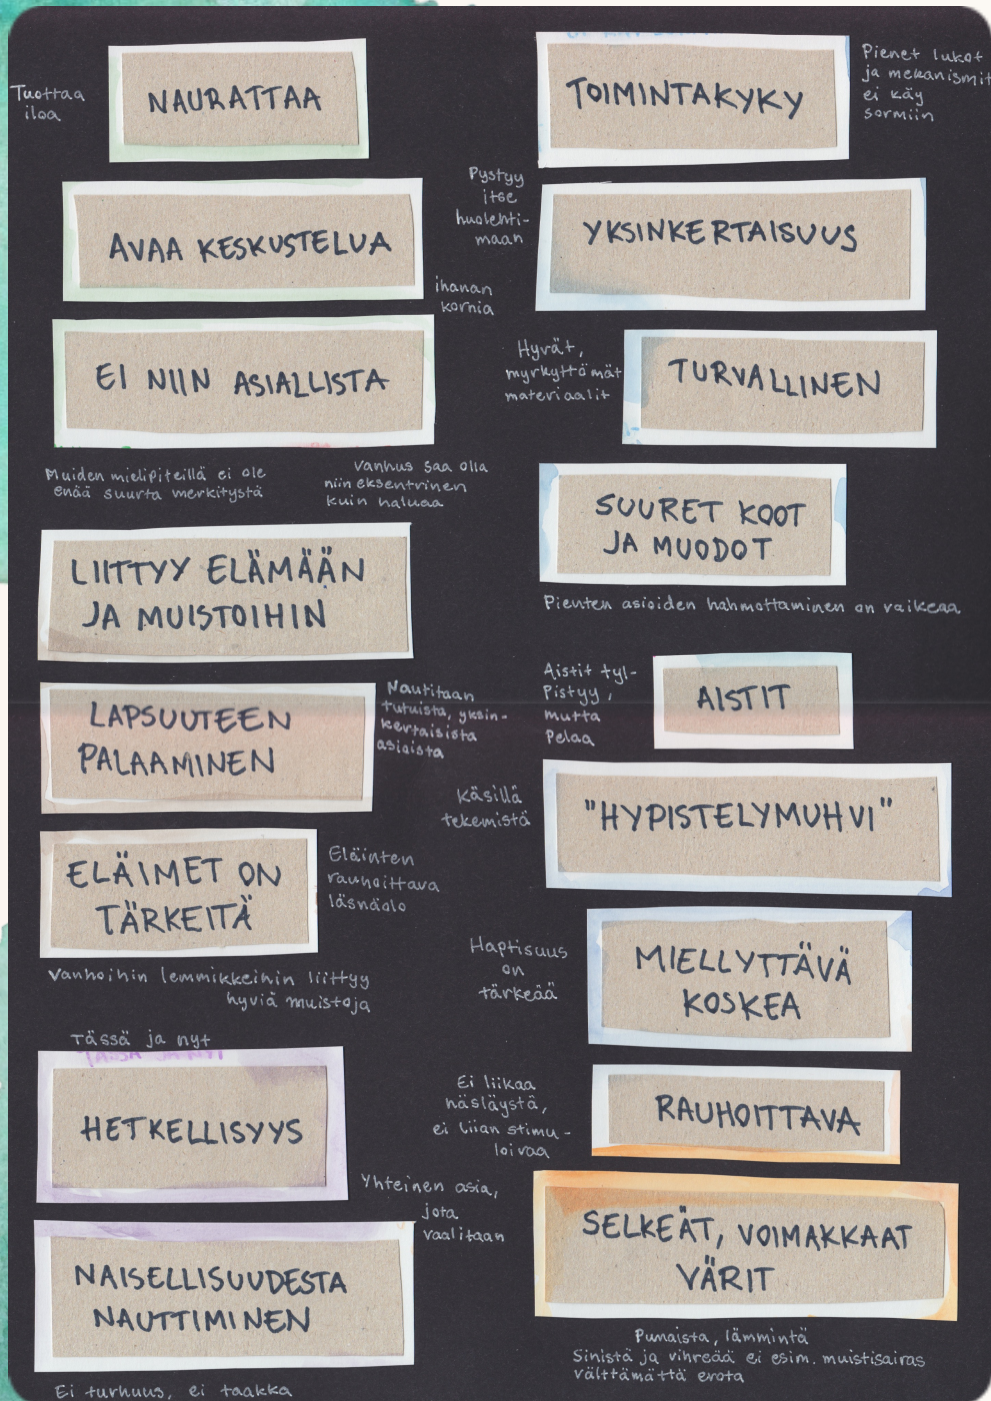 Tuottaa
iloa
NAURATTAA
AVAA KESKUSTELUA
ihanan
kornia
EI NIIN ASIALLISTA
Muiden mielipiteillä ei ole
enää suurta merkitystä
Vanhus saa olla
niin eksentrinen
kuin haluaa
LIITTYY ELÄMÄÄN
JA MUISTOIHIN
LAPSUUTEEN
PALAAMINEN
Nautitaan
tutuista, yksin-
kertaisista
asioista
ELÄIMET ON
TÄRKEITÄ
Eläinten
rauhoittava
läsnäolo
Vanhoihin lemmikkeihin liittyy
hyviä muistoja
Tässä ja nyt
TÄSSÄ JA NYT
HETKELLISYYS
Yhteinen asia,
jota
vaalitaan
NAISELLISUUDESTA
NAUTTIMINEN
Ei turhuus, ei taakka
TOIMINTAKYKY
Pienet lukot
ja mekanismit
ei käy
sormiin
Pystyy
itse
huolehti-
maan
YKSINKERTAISUUS
Hyvät,
myrkyttömät
materiaalit
TURVALLINEN
SUURET KOOT
JA MUODOT
Pienten asioiden hahmottaminen on vaikeaa
Aistit tyl-
pistyy,
mutta
pelaa
AISTIT
Käsillä
tekemistä
"HYPISTELYMUHVI"
Haptisuus
on
tärkeää
MIELLYTTÄVÄ
KOSKEA
Ei liikaa
häsläystä,
ei liian stimu-
loivaa
RAUHOITTAVA
SELKEÄT, VOIMAKKAAT
VÄRIT
Punaista, lämmintä
Sinistä ja vihreää ei esim. muistisairas
välttämättä erota